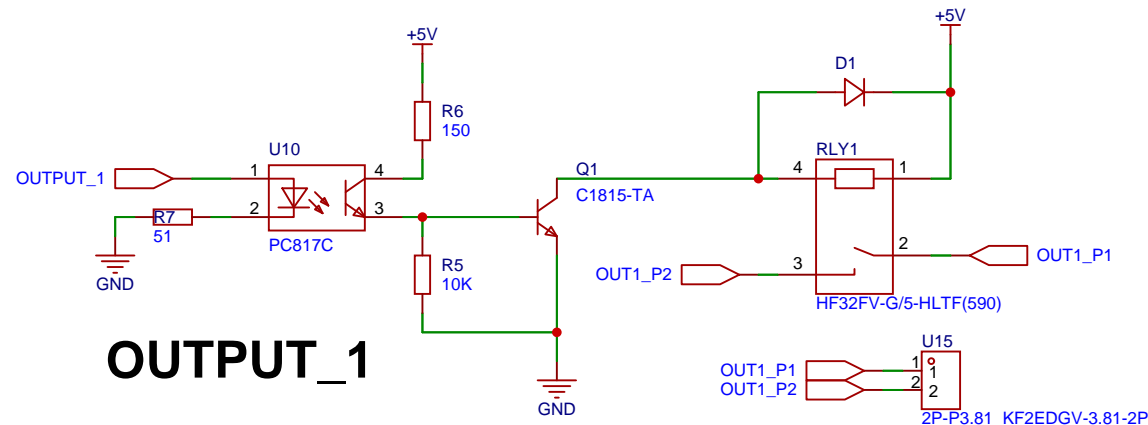 +5V
+5V
D1
R6
150
U10
RLY1
OUTPUT_1
1
4
Q1
C1815-TA
4
1
R7
51
2
3
PC817C
GND
R5
10K
2
OUT1_P1
OUT1_P2
3
HF32FV-G/5-HLTF(590)
OUTPUT_1
GND
U15
OUT1_P1
1
1
OUT1_P2
2
2
2P-P3.81_KF2EDGV-3.81-2P